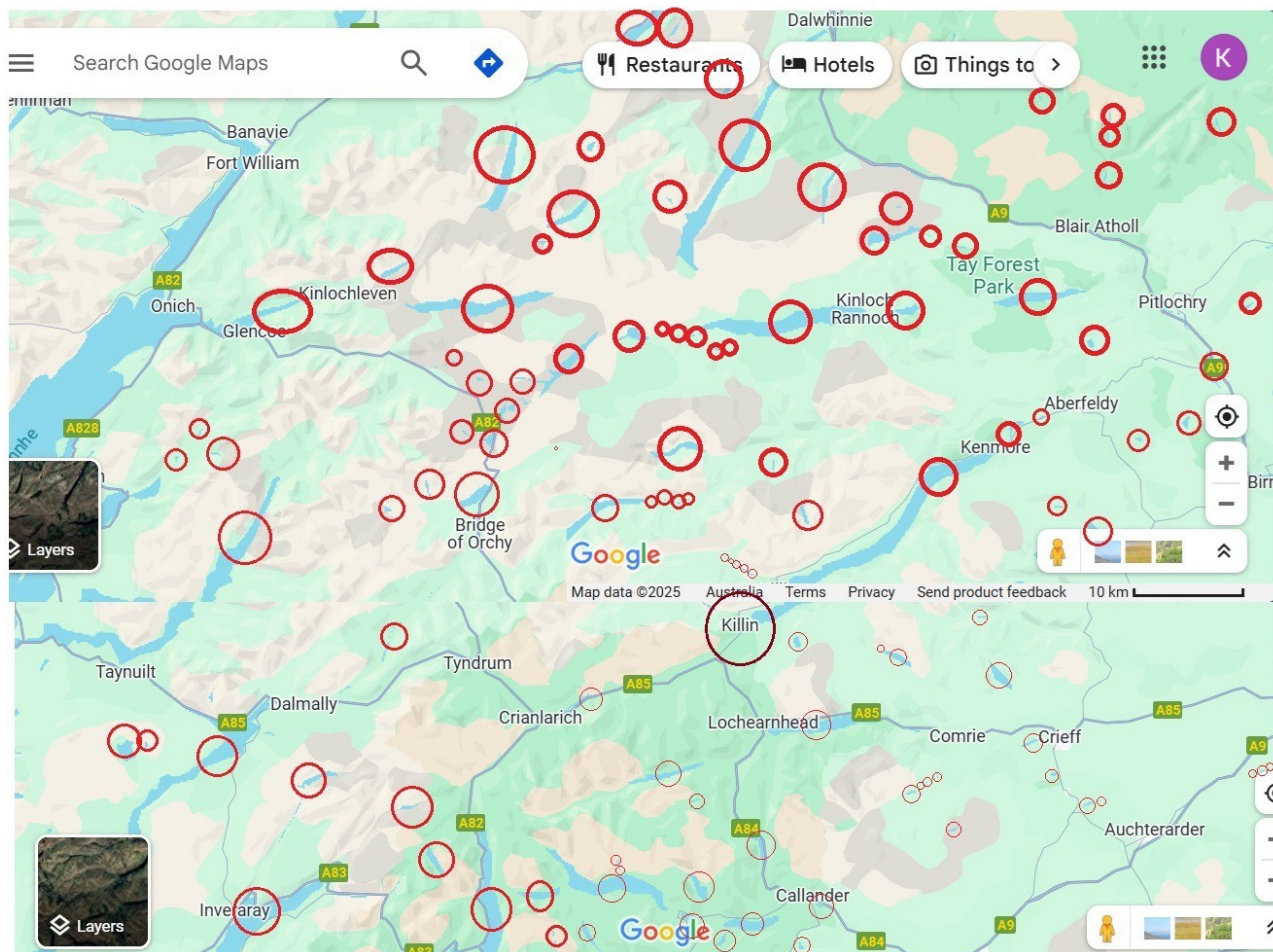 Dalwhinnie
Search Google Maps
Restaurants
Hotels
Things to
K
Banavie
Fort William
A9
Blair Atholl
Tay Forest
Park
A82
Onich
Kinlochleven
Glencoe
Kinloch
Rannoch
Pitlochry
A9
A828
A82
Aberfeldy
Kenmore
Layers
Bridge
of Orchy
Google
Map data ©2025
Australia
Terms
Privacy
Send product feedback
10 km
Killin
Taynuilt
Tyndrum
A85
Dalmally
Crianlarich
A85
Lochearnhead
A85
A85
Comrie
Crieff
A9
A82
A84
Auchterarder
A83
Callander
Inveraray
Layers
Google
A9
A84